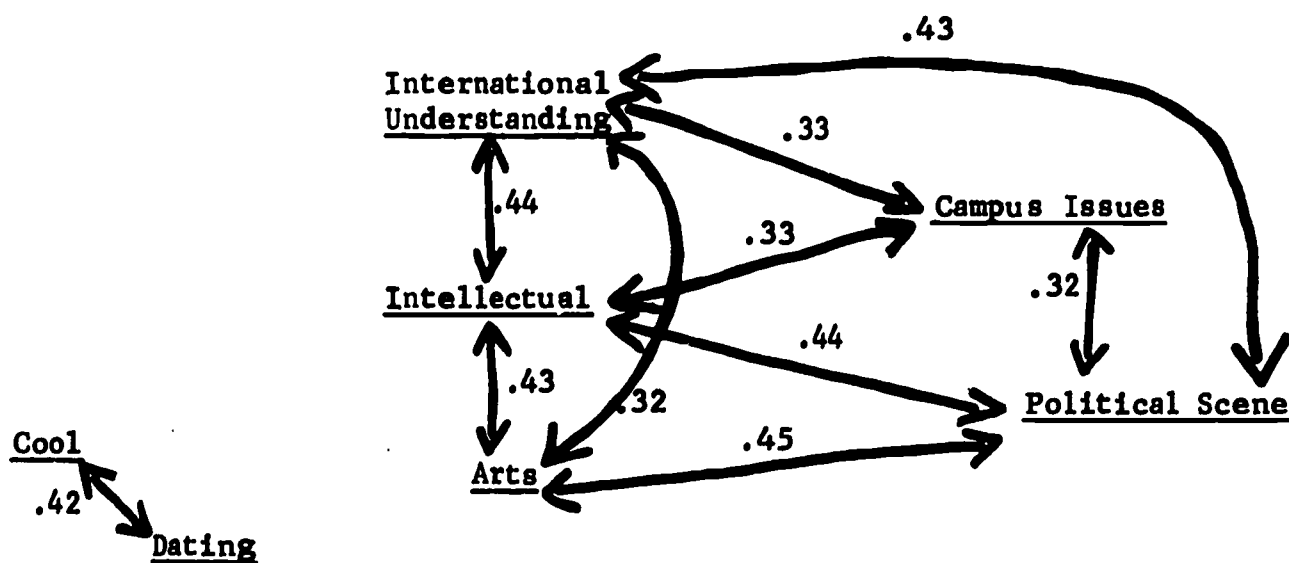 .43
International
Understanding
.33
.44
Campus Issues
.33
.32
Intellectual
.44
.43
.32
Political Scene
.45
Cool
Arts
.42
Dating